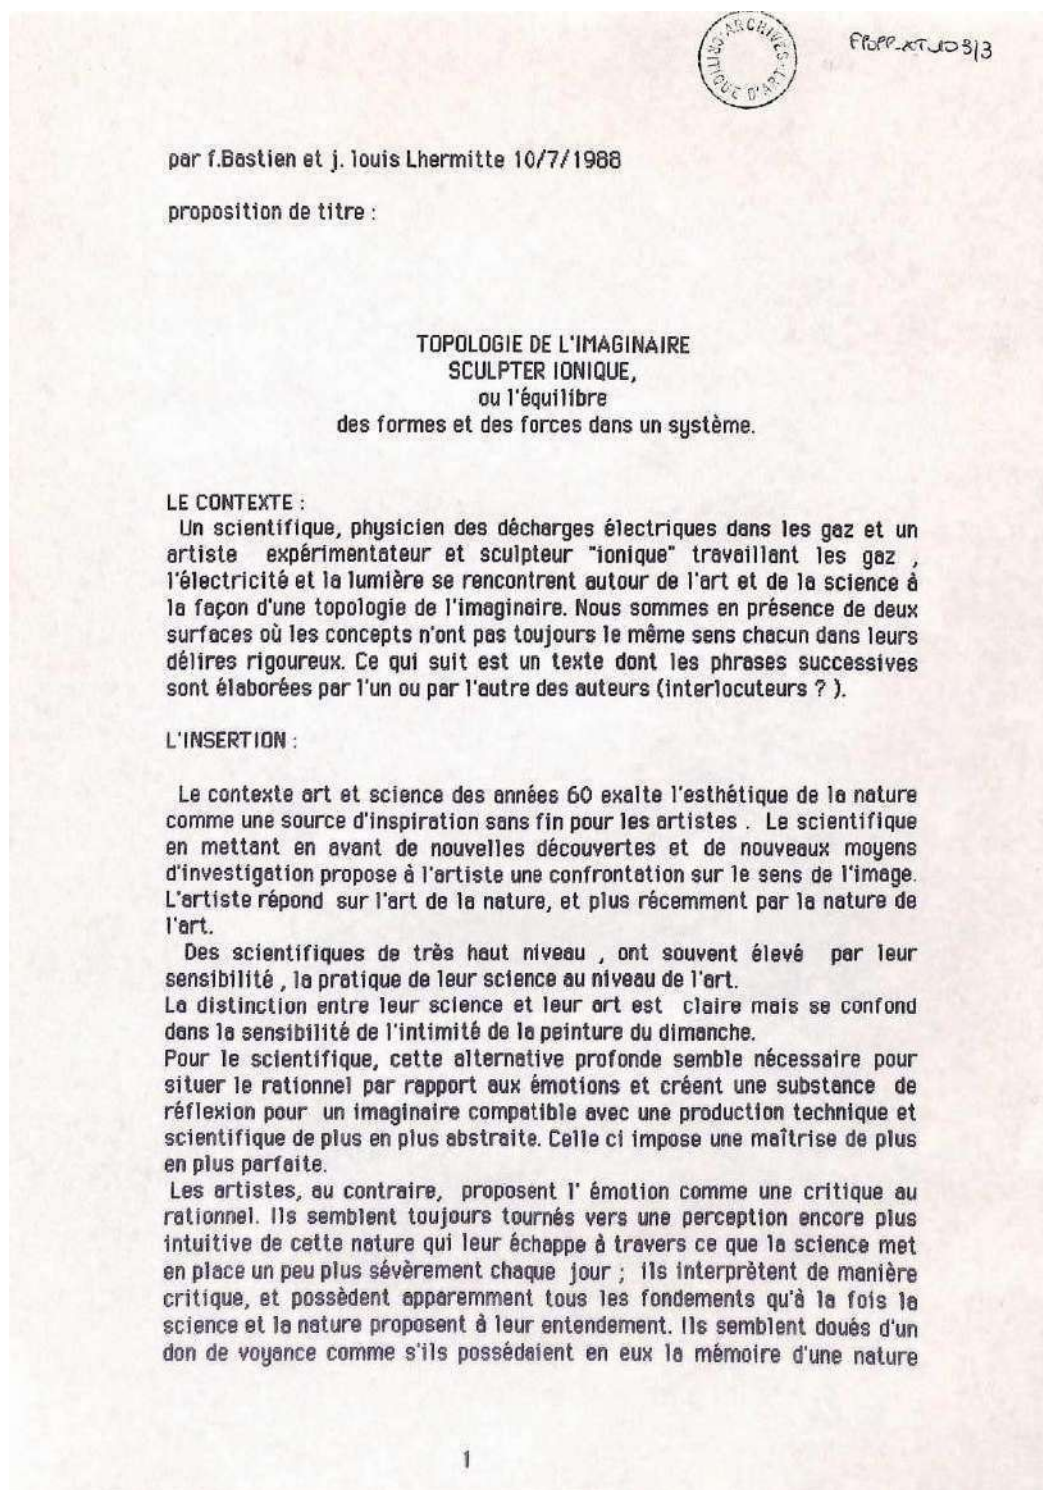 ARCHIVES CRITIQUE D'ART
par f.Bastien et j. louis Lhermitte 10/7/1988
proposition de titre :
TOPOLOGIE DE L'IMAGINAIRE
SCULPTER IONIQUE,
ou l'équilibre
des formes et des forces dans un système.
LE CONTEXTE :
Un scientifique, physicien des décharges électriques dans les gaz et un
artiste expérimentateur et sculpteur "ionique" travaillant les gaz ,
l'électricité et la lumière se rencontrent autour de l'art et de la science à
la façon d'une topologie de l'imaginaire. Nous sommes en présence de deux
surfaces où les concepts n'ont pas toujours le même sens chacun dans leurs
délires rigoureux. Ce qui suit est un texte dont les phrases successives
sont élaborées par l'un ou par l'autre des auteurs (interlocuteurs ? ).
L'INSERTION :
Le contexte art et science des années 60 exalte l'esthétique de la nature
comme une source d'inspiration sans fin pour les artistes . Le scientifique
en mettant en avant de nouvelles découvertes et de nouveaux moyens
d'investigation propose à l'artiste une confrontation sur le sens de l'image.
L'artiste répond sur l'art de la nature, et plus récemment par la nature de
l'art.
Des scientifiques de très haut niveau , ont souvent élevé par leur
sensibilité , la pratique de leur science au niveau de l'art.
La distinction entre leur science et leur art est claire mais se confond
dans la sensibilité de l'intimité de la peinture du dimanche.
Pour le scientifique, cette alternative profonde semble nécessaire pour
situer le rationnel par rapport aux émotions et créent une substance de
réflexion pour un imaginaire compatible avec une production technique et
scientifique de plus en plus abstraite. Celle ci impose une maîtrise de plus
en plus parfaite.
Les artistes, au contraire, proposent l' émotion comme une critique au
rationnel. Ils semblent toujours tournés vers une perception encore plus
intuitive de cette nature qui leur échappe à travers ce que la science met
en place un peu plus sévèrement chaque jour ; ils interprètent de manière
critique, et possèdent apparemment tous les fondements qu'à la fois la
science et la nature proposent à leur entendement. Ils semblent doués d'un
don de voyance comme s'ils possédaient en eux la mémoire d'une nature
1